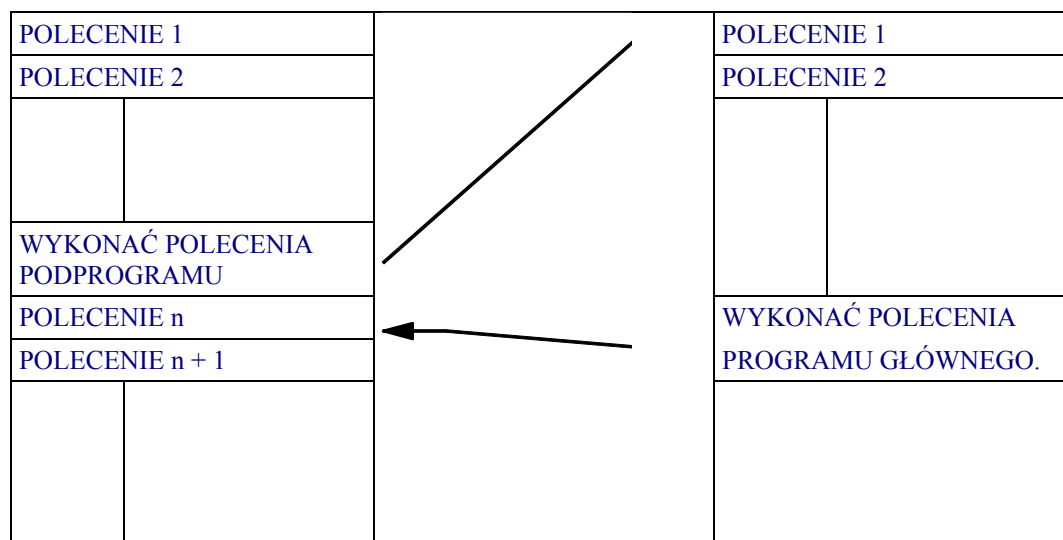 POLECENIE 1
POLECENIE 2
WYKONAĆ POLECENIA
PODPROGRAMU
POLECENIE n
POLECENIE n + 1
POLECENIE 1
POLECENIE 2
WYKONAĆ POLECENIA
PROGRAMU GŁÓWNEGO.